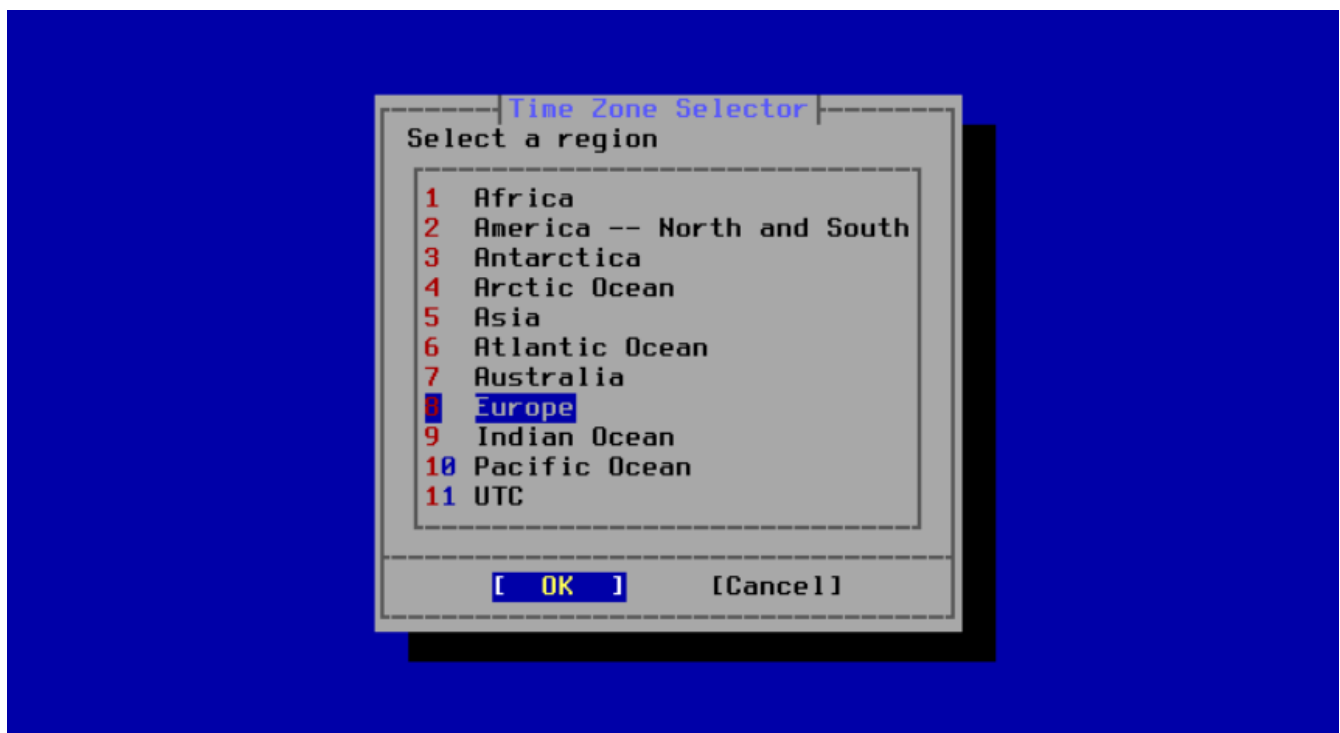 Time Zone Selector
Select a region
1 Africa
2 America -- North and South
3 Antarctica
4 Arctic Ocean
5 Asia
6 Atlantic Ocean
7 Australia
8 Europe
9 Indian Ocean
10 Pacific Ocean
11 UTC
[ OK ] [Cancel]